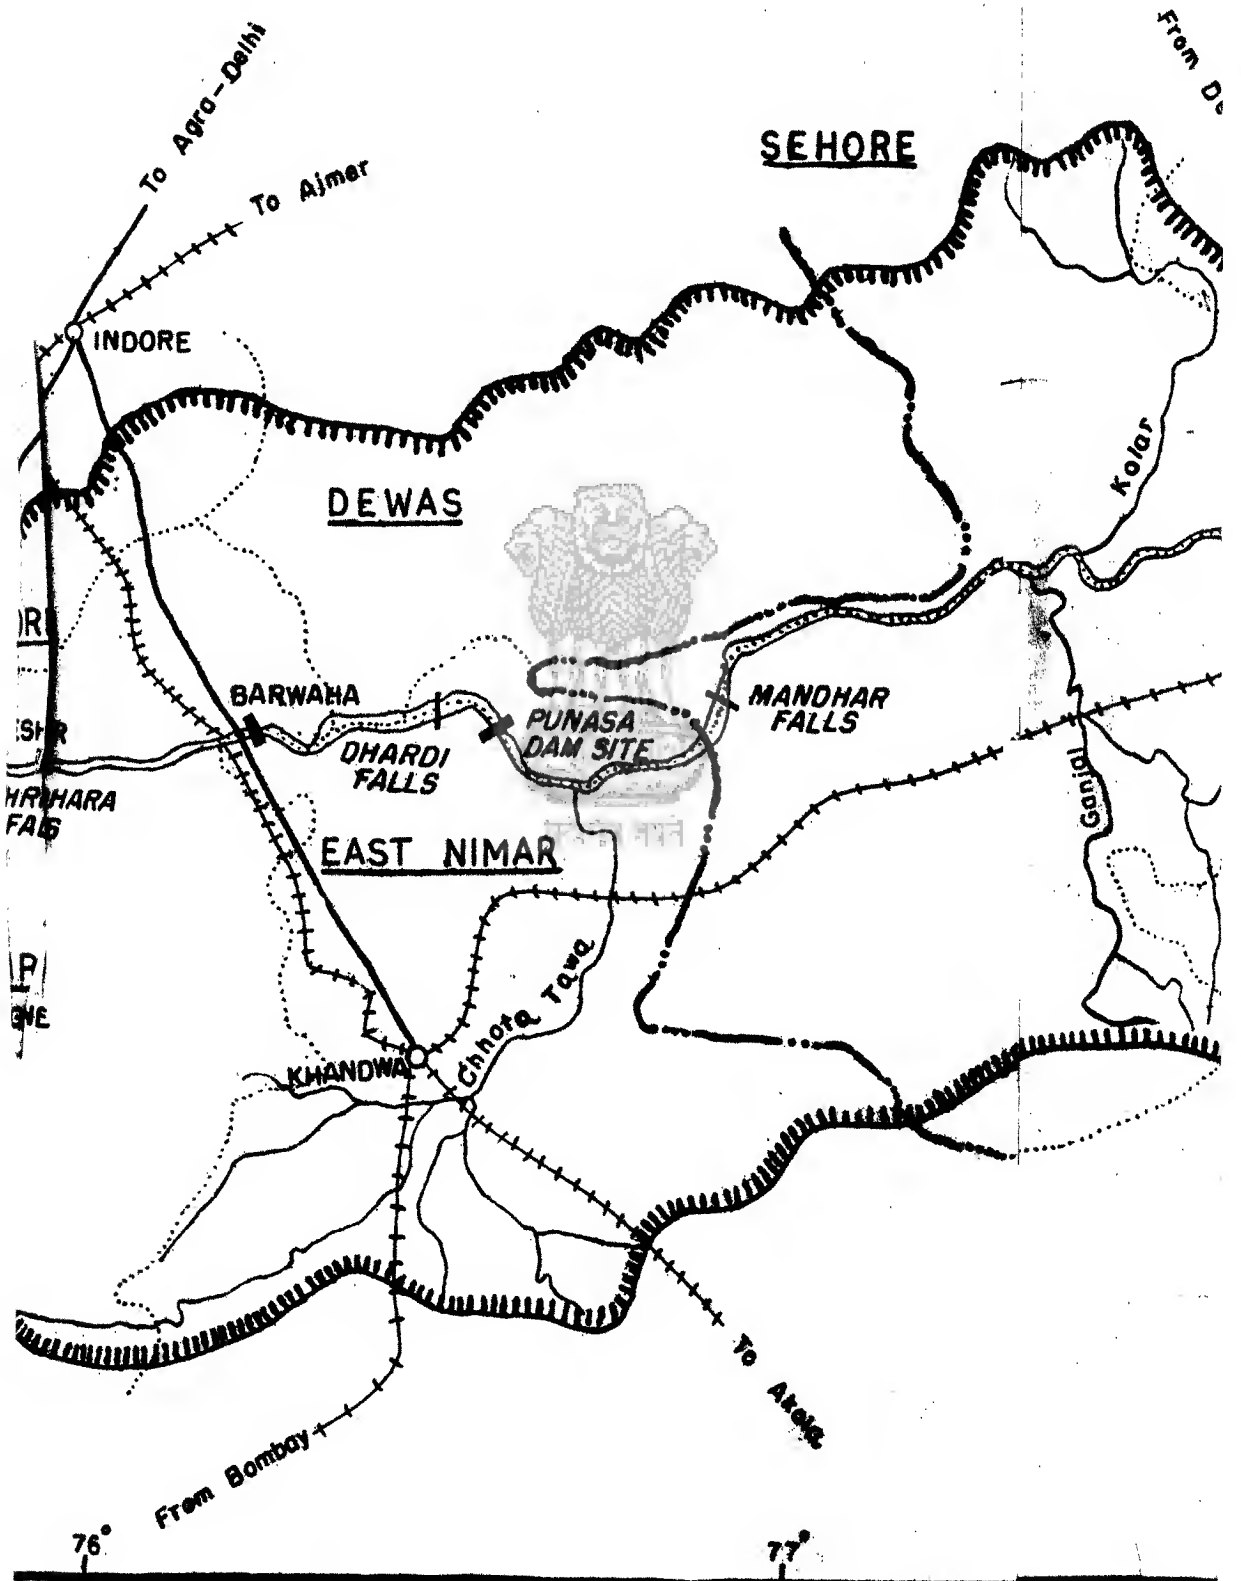 To Agra-Delhi
From
To Ajmer
SEHORE
INDORE
DEWAS
Kolar
BARWAHA
MANDHAR
FALLS
PUNASA
DAM SITE
DHARDI
FALLS
Ganjal
EAST NIMAR
Chhota Tawa
KHANDWA
To Akola
From Bombay
76°
77°